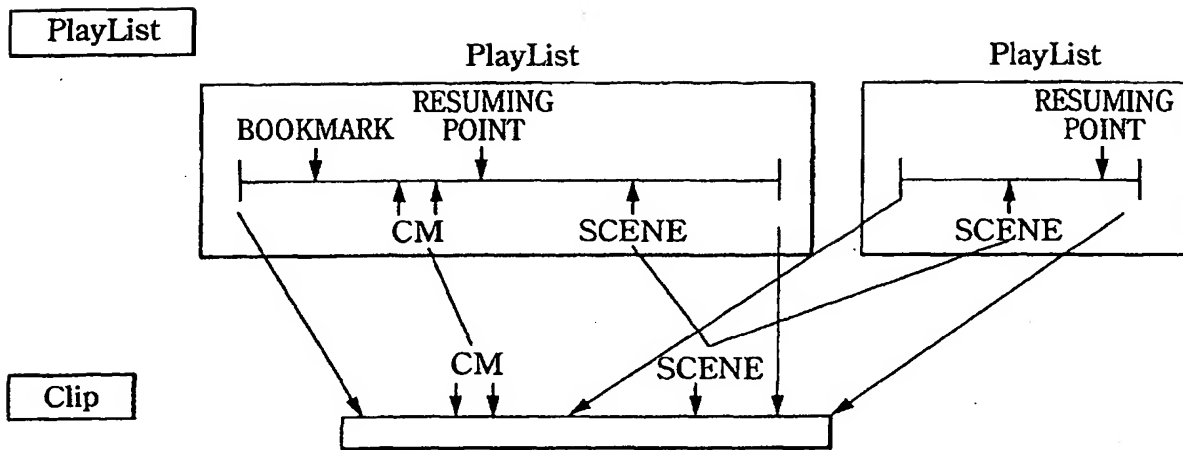 PlayList
PlayList
PlayList
RESUMING
POINT
BOOKMARK
RESUMING
POINT
CM
SCENE
SCENE
CM
SCENE
Clip